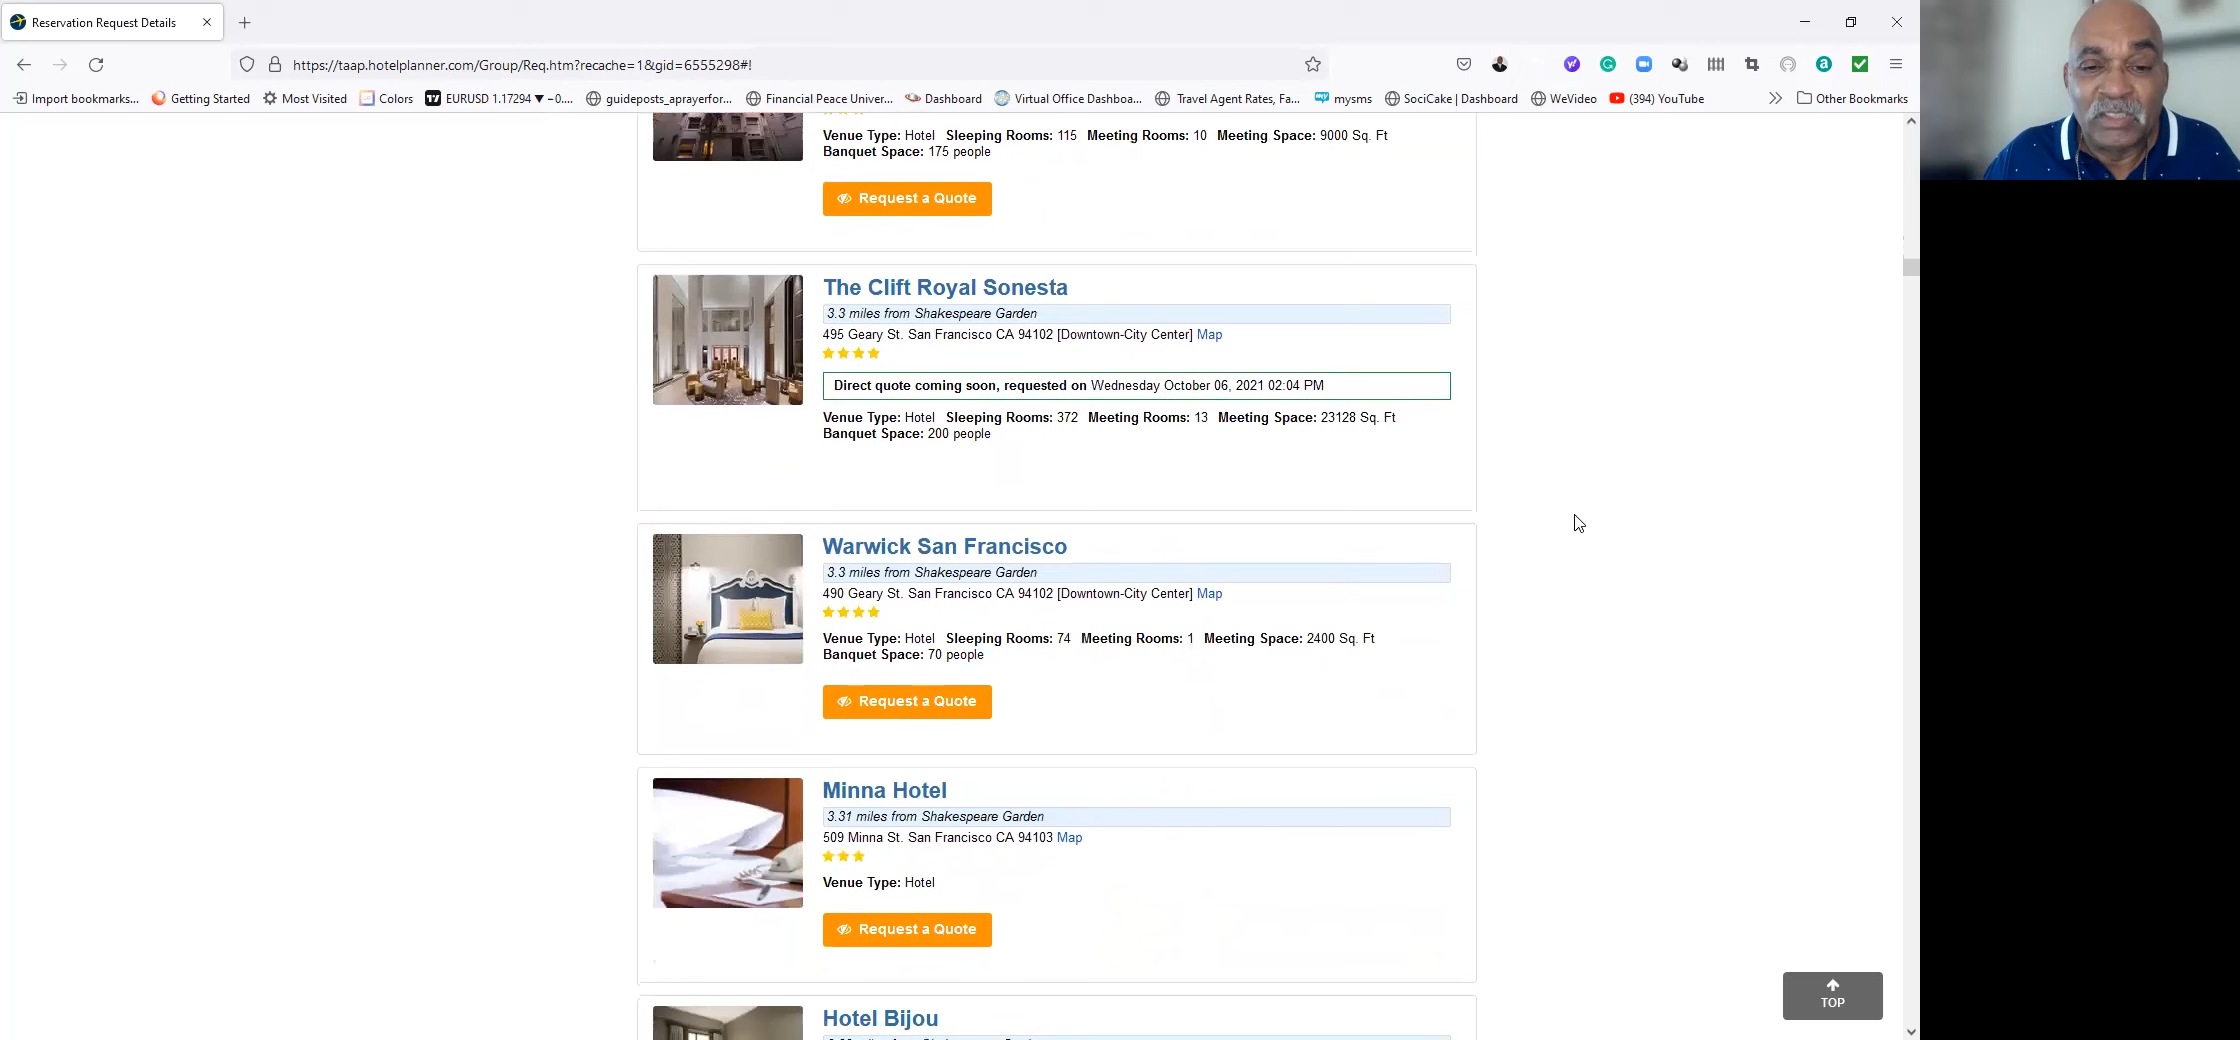 Reservation Request Details
https://taap.hotelplanner.com/Group/Req.htm?recache=1&gid=6555298#!
Import bookmarks... Getting Started Most Visited Colors EURUSD 1.17294 ▼ −0.... guideposts_aprayerfor... Financial Peace Univer... Dashboard Virtual Office Dashboa... Travel Agent Rates, Fa... mysms SociCake | Dashboard WeVideo (394) YouTube Other Bookmarks
Venue Type: Hotel Sleeping Rooms: 115 Meeting Rooms: 10 Meeting Space: 9000 Sq. Ft
Banquet Space: 175 people
Request a Quote
The Clift Royal Sonesta
3.3 miles from Shakespeare Garden
495 Geary St. San Francisco CA 94102 [Downtown-City Center] Map
Direct quote coming soon, requested on Wednesday October 06, 2021 02:04 PM
Venue Type: Hotel Sleeping Rooms: 372 Meeting Rooms: 13 Meeting Space: 23128 Sq. Ft
Banquet Space: 200 people
Warwick San Francisco
3.3 miles from Shakespeare Garden
490 Geary St. San Francisco CA 94102 [Downtown-City Center] Map
Venue Type: Hotel Sleeping Rooms: 74 Meeting Rooms: 1 Meeting Space: 2400 Sq. Ft
Banquet Space: 70 people
Request a Quote
Minna Hotel
3.31 miles from Shakespeare Garden
509 Minna St. San Francisco CA 94103 Map
Venue Type: Hotel
Request a Quote
TOP
Hotel Bijou